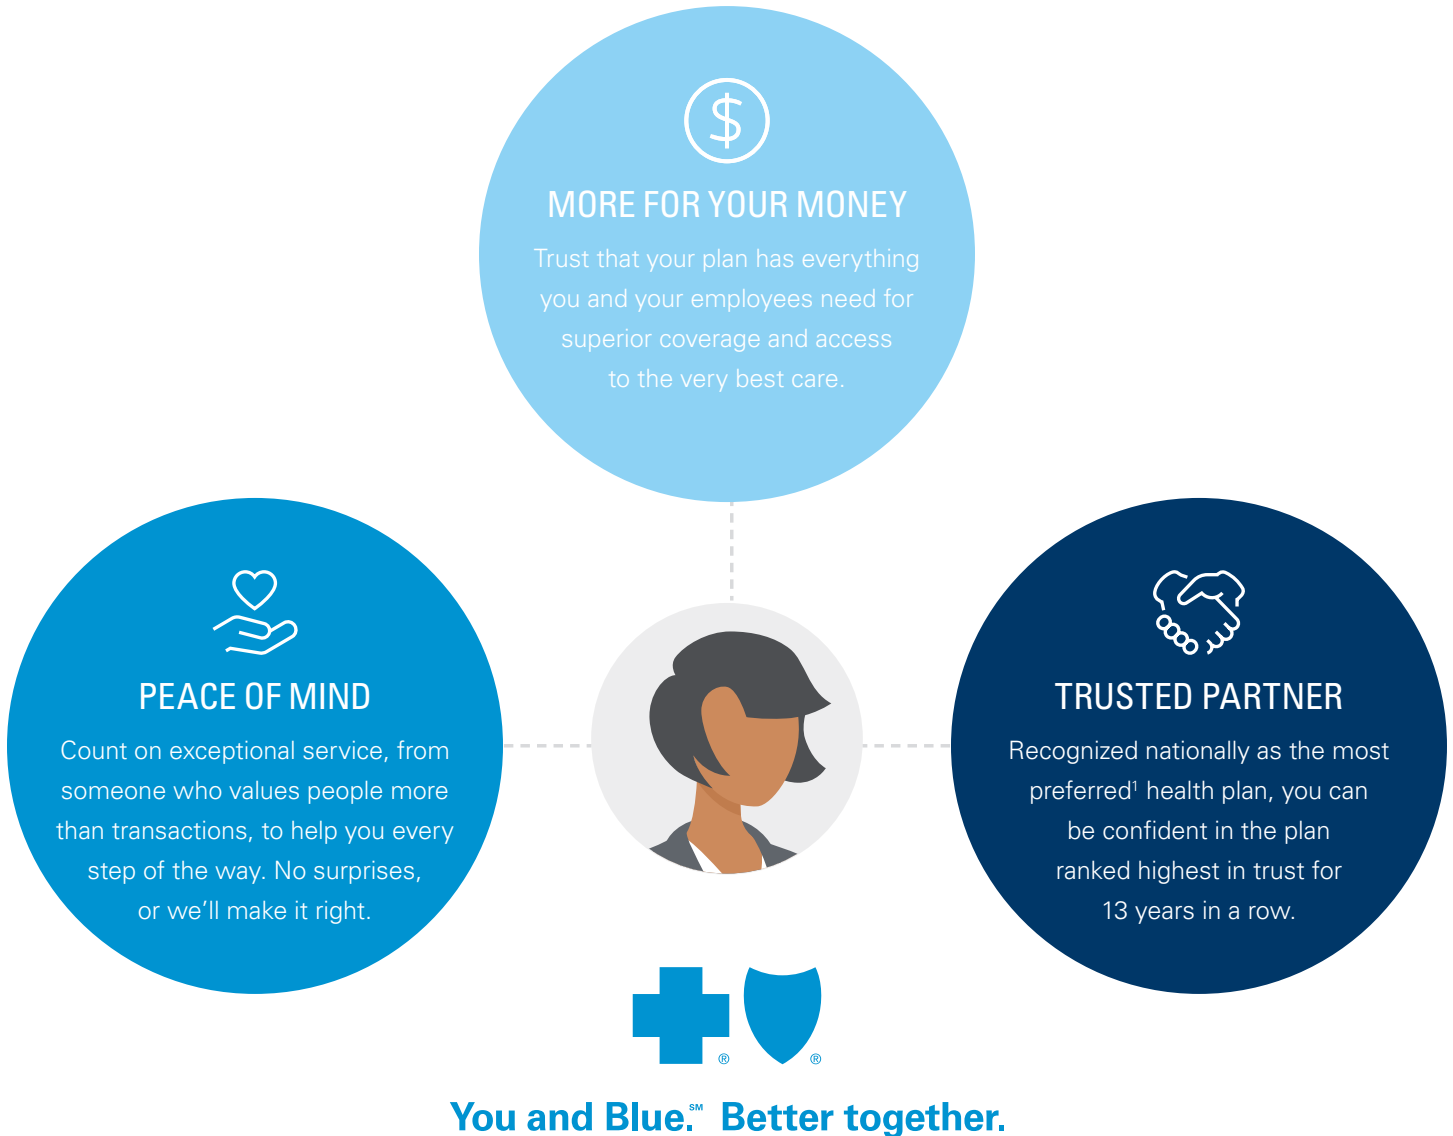 $
MORE FOR YOUR MONEY
Trust that your plan has everything
you and your employees need for
superior coverage and access
to the very best care.
PEACE OF MIND
Count on exceptional service, from
someone who values people more
than transactions, to help you every
step of the way. No surprises,
or we’ll make it right.
TRUSTED PARTNER
Recognized nationally as the most
preferred¹ health plan, you can
be confident in the plan
ranked highest in trust for
13 years in a row.
® ®
You and Blue.℠ Better together.